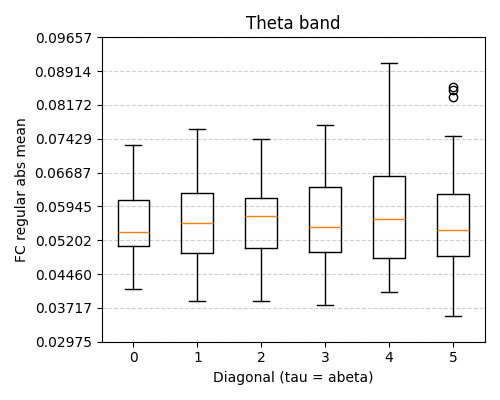 Theta band
0.09657
0.08914
0.08172
0.07429
0.06687
0.05945
0.05202
0.04460
0.03717
0.02975
FC regular abs mean
0 1 2 3 4 5
Diagonal (tau = abeta)